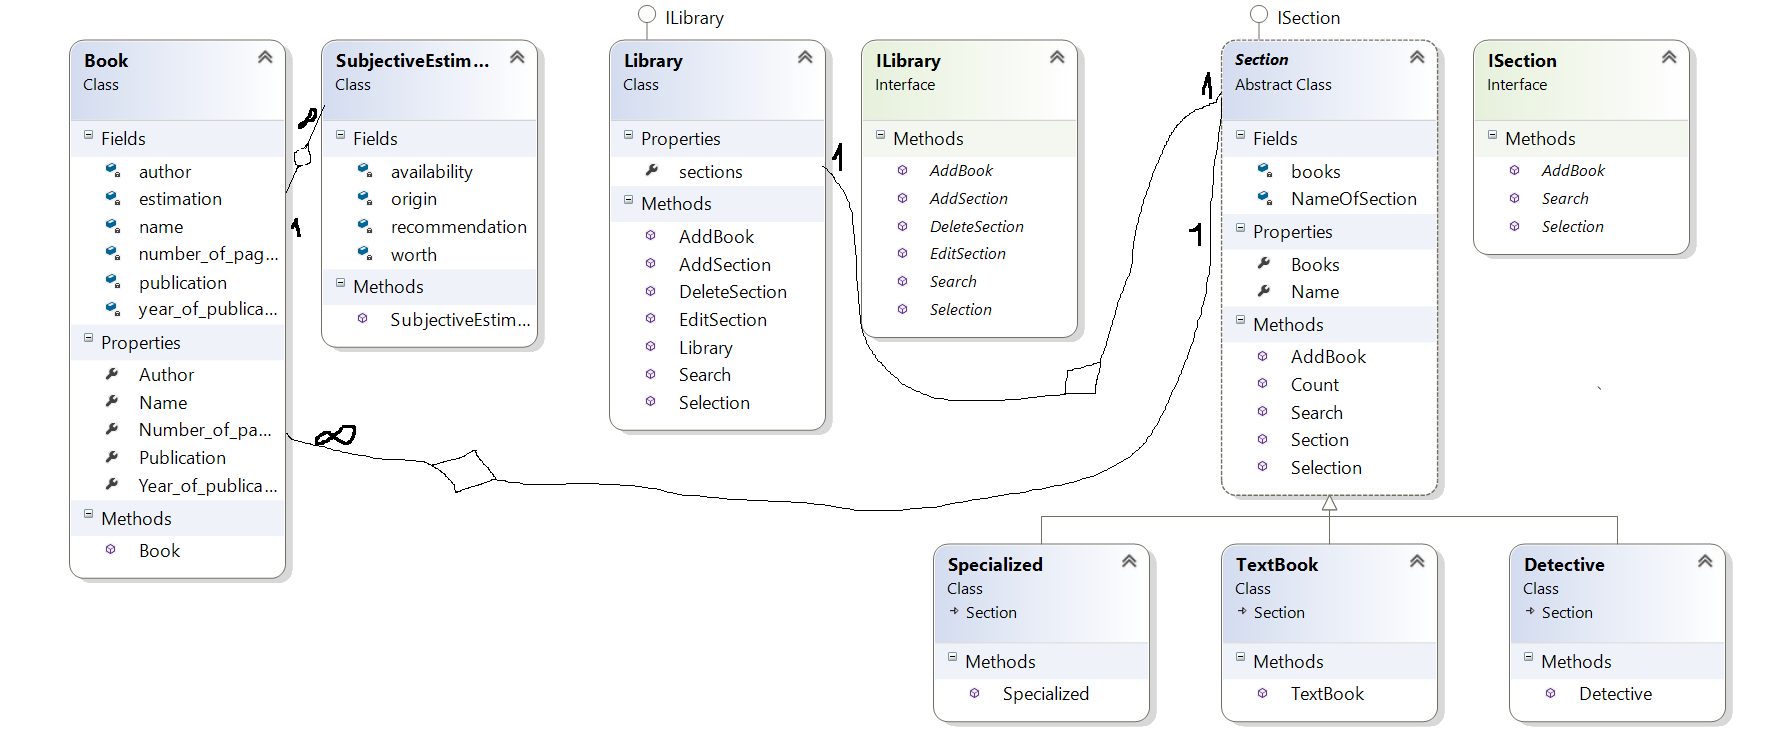 ILibrary
ISection
Book
Class
Fields
author
estimation
name
number_of_pag...
publication
year_of_publica...
Properties
Author
Name
Number_of_pa...
Publication
Year_of_publica...
Methods
Book
SubjectiveEstim...
Class
Fields
availability
origin
recommendation
worth
Methods
SubjectiveEstim...
∞
1
∞
Library
Class
Properties
sections
Methods
AddBook
AddSection
DeleteSection
EditSection
Library
Search
Selection
1
ILibrary
Interface
Methods
AddBook
AddSection
DeleteSection
EditSection
Search
Selection
1
1
Section
Abstract Class
Fields
books
NameOfSection
Properties
Books
Name
Methods
AddBook
Count
Search
Section
Selection
ISection
Interface
Methods
AddBook
Search
Selection
Specialized
Class
Section
Methods
Specialized
TextBook
Class
Section
Methods
TextBook
Detective
Class
Section
Methods
Detective